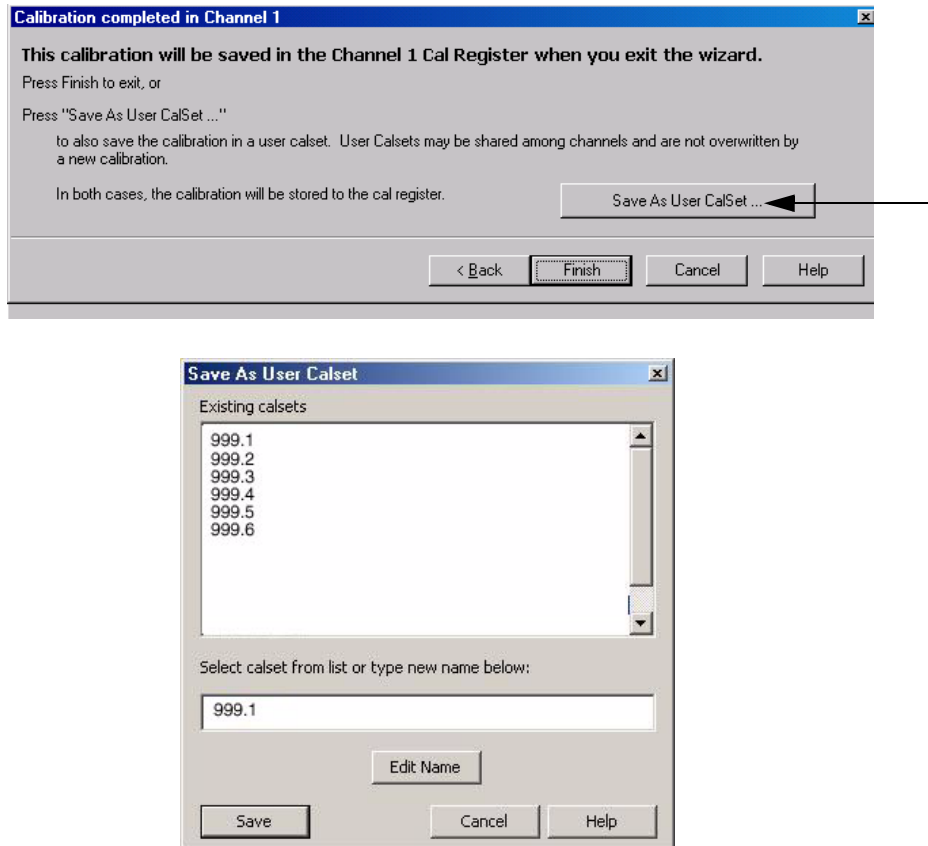 Calibration completed in Channel 1
This calibration will be saved in the Channel 1 Cal Register when you exit the wizard.
Press Finish to exit, or
Press "Save As User CalSet ..."
to also save the calibration in a user calset. User Calsets may be shared among channels and are not overwritten by
a new calibration.
In both cases, the calibration will be stored to the cal register.
Save As User CalSet ...
< Back
Finish
Cancel
Help
Save As User Calset
Existing calsets
999.1
999.2
999.3
999.4
999.5
999.6
Select calset from list or type new name below:
999.1
Edit Name
Save
Cancel
Help